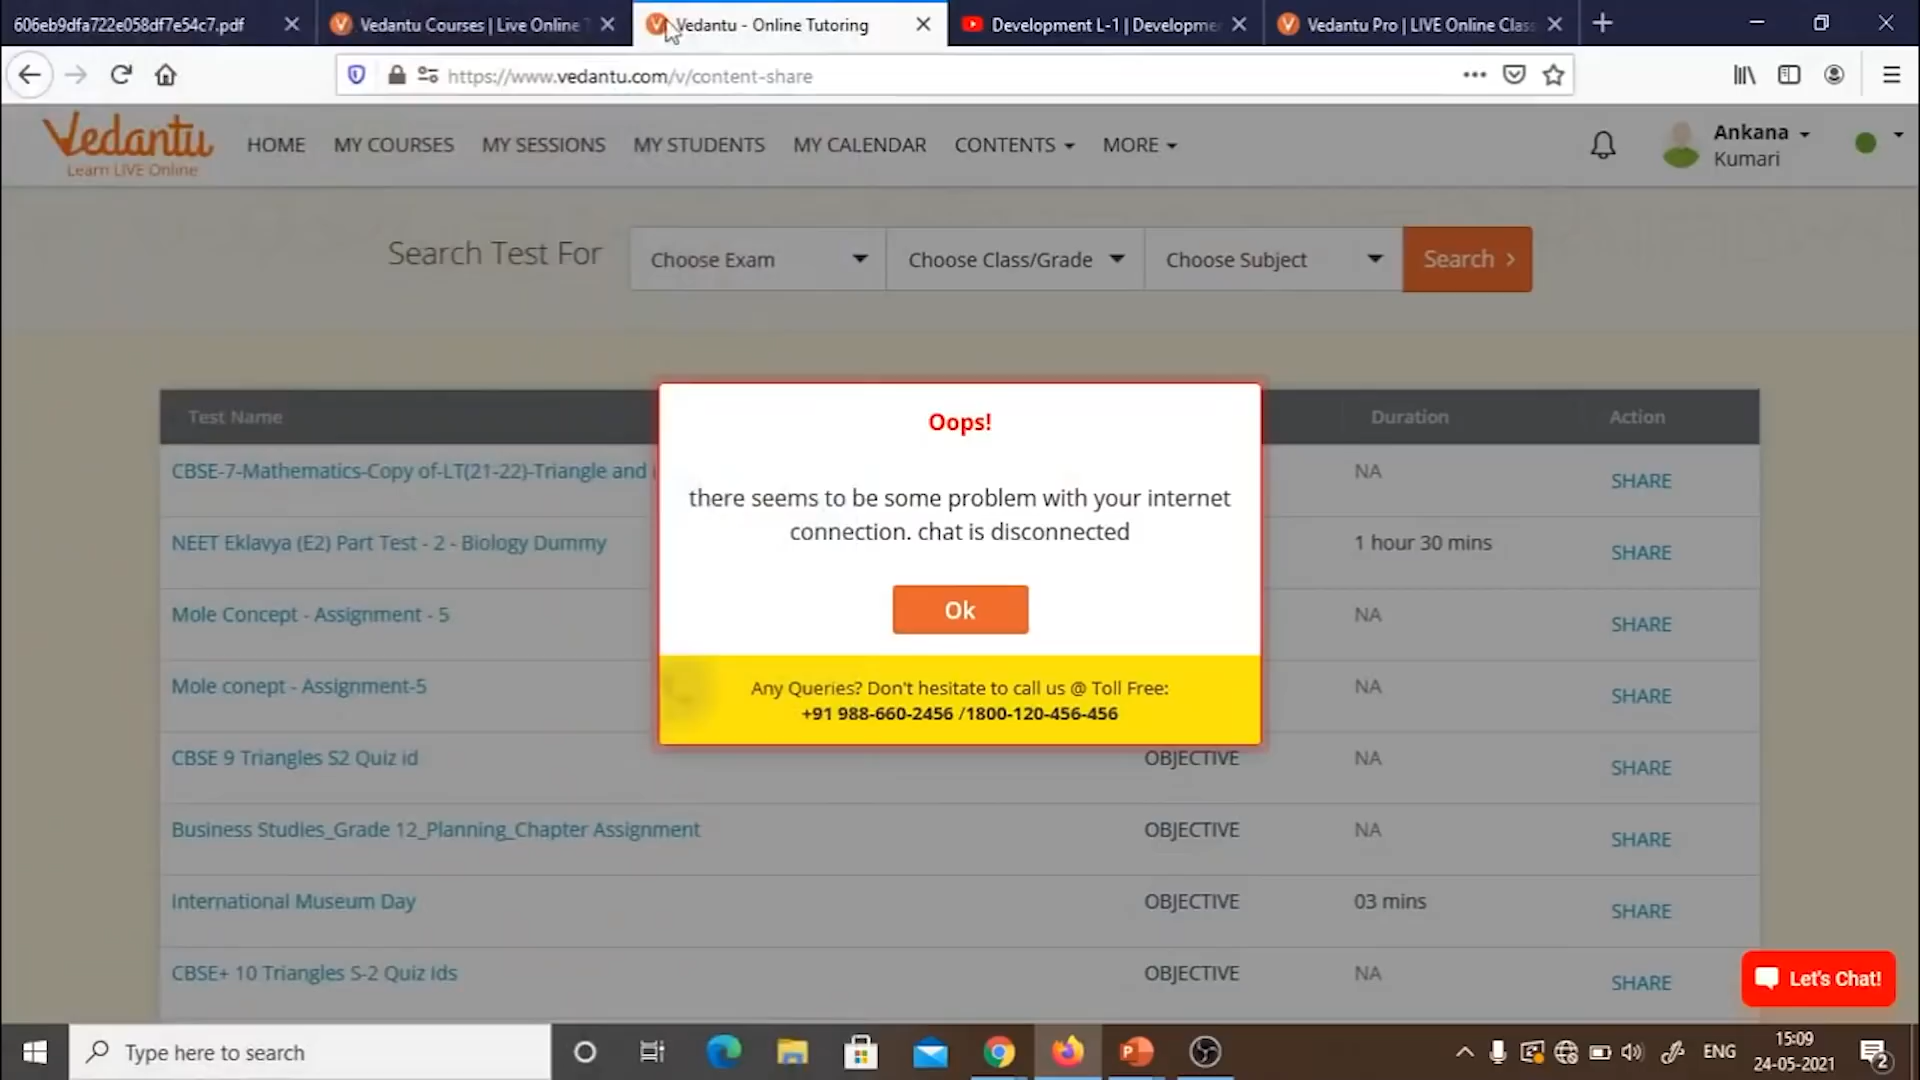 606eb9dfa722e058df7e54c7.pdf
Vedantu Courses | Live Online T
Vedantu - Online Tutoring
Development L-1 | Developme
Vedantu Pro | LIVE Online Clas
https://www.vedantu.com/v/content-share
Vedantu
Learn LIVE Online
HOME
MY COURSES
MY SESSIONS
MY STUDENTS
MY CALENDAR
CONTENTS
MORE
Ankana
Kumari
Search Test For
Choose Exam
Choose Class/Grade
Choose Subject
Search
Test Name
Duration
Action
CBSE-7-Mathematics-Copy of-LT(21-22)-Triangle and
NA
SHARE
NEET Eklavya (E2) Part Test - 2 - Biology Dummy
1 hour 30 mins
SHARE
Mole Concept - Assignment - 5
NA
SHARE
Mole conept - Assignment-5
NA
SHARE
CBSE 9 Triangles S2 Quiz id
OBJECTIVE
NA
SHARE
Business Studies_Grade 12_Planning_Chapter Assignment
OBJECTIVE
NA
SHARE
International Museum Day
OBJECTIVE
03 mins
SHARE
CBSE+ 10 Triangles S-2 Quiz ids
OBJECTIVE
NA
SHARE
Oops!
there seems to be some problem with your internet
connection. chat is disconnected
Ok
Any Queries? Don't hesitate to call us @ Toll Free:
+91 988-660-2456 /1800-120-456-456
Let's Chat!
Type here to search
ENG
15:09
24-05-2021
2